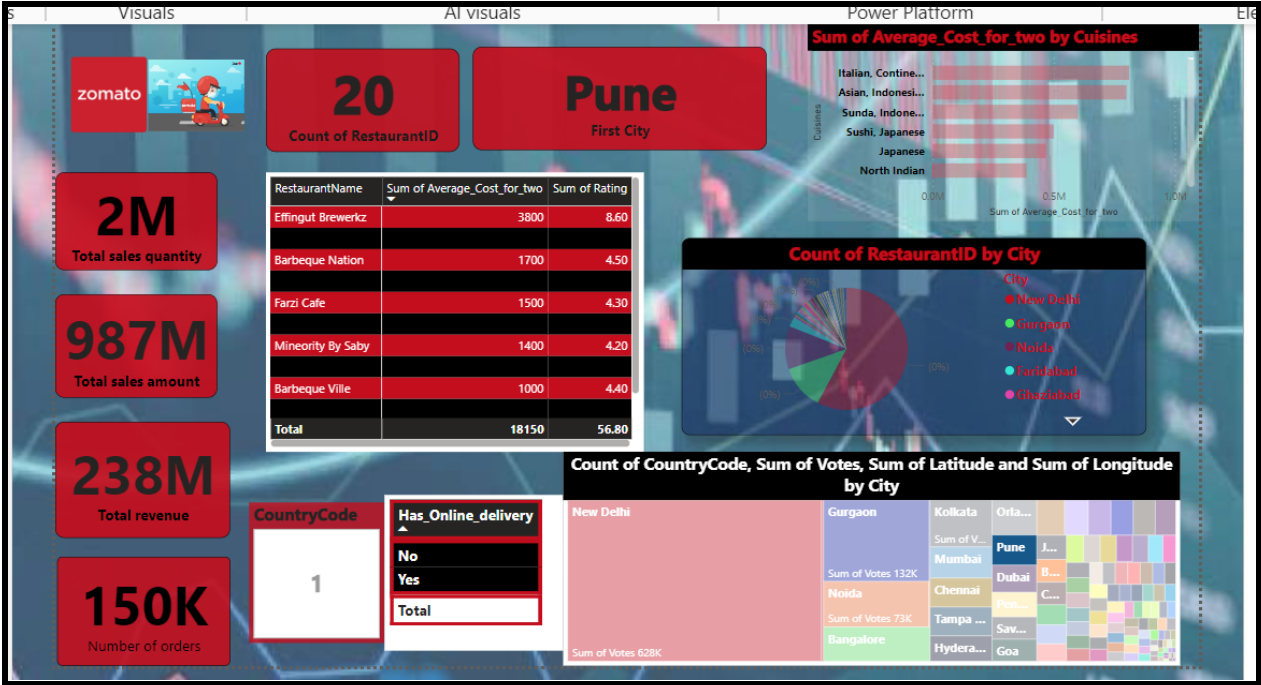 Visuals
AI visuals
Power Platform
zomato
20
Count of RestaurantID
Pune
First City
Sum of Average_Cost_for_two by Cuisines
Cuisines
Italian, Contine...
Asian, Indonesi...
Sunda, Indone...
Sushi, Japanese
Japanese
North Indian
0.0M 0.5M 1.0M
Sum of Average_Cost_for_two
2M
Total sales quantity
987M
Total sales amount
238M
Total revenue
150K
Number of orders
RestaurantName Sum of Average_Cost_for_two Sum of Rating
Effingut Brewerkz 3800 8.60
Barbeque Nation 1700 4.50
Farzi Cafe 1500 4.30
Mineority By Saby 1400 4.20
Barbeque Ville 1000 4.40
Total 18150 56.80
Count of RestaurantID by City
(0%)
(0%)
(0%)
City
New Delhi
Gurgaon
Noida
Faridabad
Ghaziabad
CountryCode
1
Has_Online_delivery
No
Yes
Total
Count of CountryCode, Sum of Votes, Sum of Latitude and Sum of Longitude
by City
New Delhi
Sum of Votes 628K
Gurgaon
Sum of Votes 132K
Noida
Sum of Votes 73K
Bangalore
Kolkata
Sum of V...
Mumbai
Chennai
Tampa ...
Hydera...
Orla...
Pune
Dubai
Pen...
Sav...
Goa
J...
B...
C...